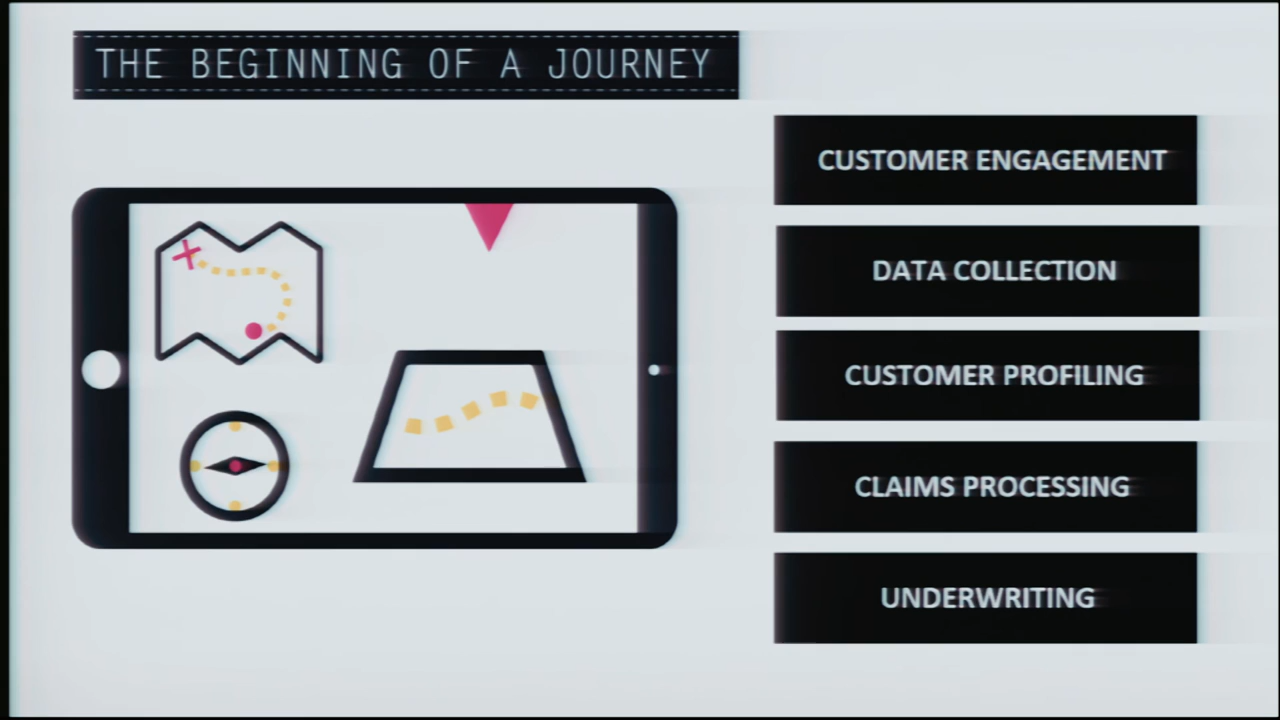 THE BEGINNING OF A JOURNEY
CUSTOMER ENGAGEMENT
DATA COLLECTION
CUSTOMER PROFILING
CLAIMS PROCESSING
UNDERWRITING